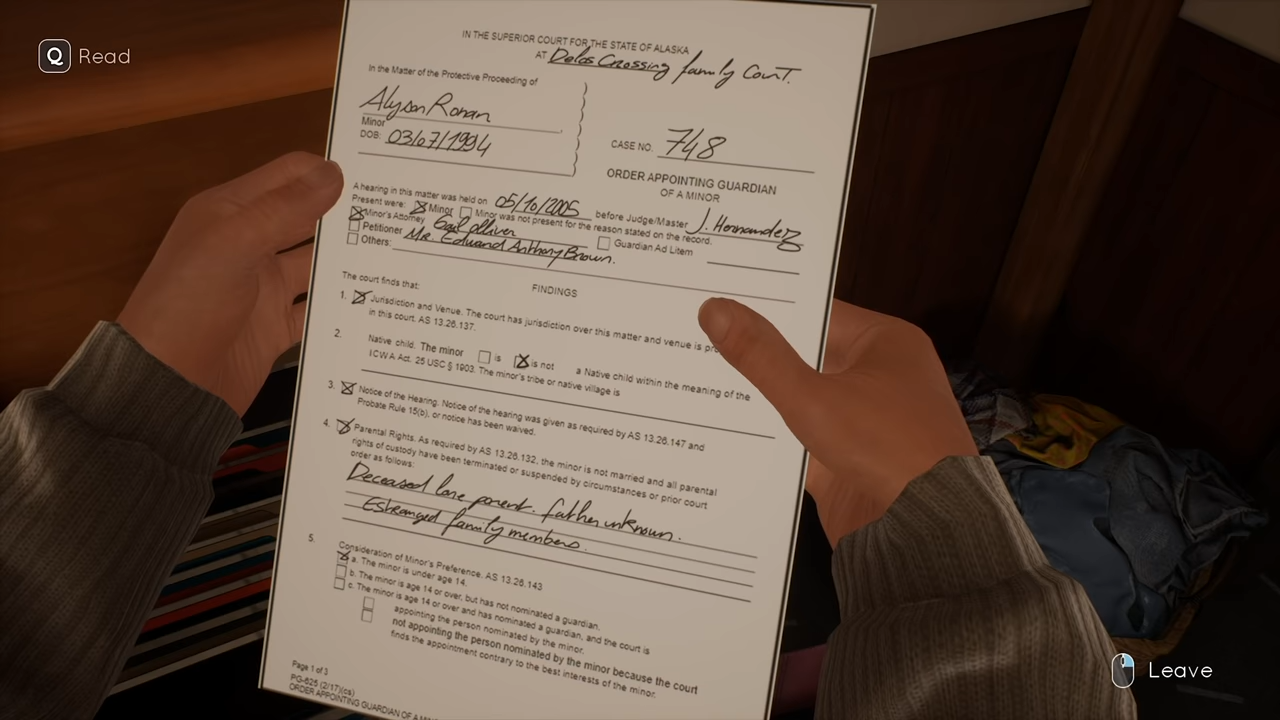 Q Read
IN THE SUPERIOR COURT FOR THE STATE OF ALASKA
AT Delos Crossing family Court.
In the Matter of the Protective Proceeding of
Alyson Ronan
Minor
DOB: 03/07/1994
CASE NO. 748
ORDER APPOINTING GUARDIAN
OF A MINOR
A hearing in this matter was held on 05/10/2005 before Judge/Master J. Hernandez
Present were: Minor Minor was not present for the reason stated on the record.
Minor's Attorney Gail Olliver
Petitioner Mr. Edward Anthony Brown. Guardian Ad Litem
Others:
FINDINGS
The court finds that:
1. Jurisdiction and Venue. The court has jurisdiction over this matter and venue is
in this court. AS 13.26.137.
2. Native child. The minor is is not a Native child within the meaning of the
ICWA Act. 25 USC § 1903. The minor's tribe or native village is
3. Notice of the Hearing. Notice of the hearing was given as required by AS 13.26.147 and
Probate Rule 15(b), or notice has been waived.
4. Parental Rights. As required by AS 13.26.132, the minor is not married and all parental
rights of custody have been terminated or suspended by circumstances or prior court
order as follows:
Deceased lone parent. father unknown.
Estranged family members.
5. Consideration of Minor's Preference. AS 13.26.143
a. The minor is under age 14.
b. The minor is age 14 or over, but has not nominated a guardian.
c. The minor is age 14 or over and has nominated a guardian, and the court is
appointing the person nominated by the minor.
not appointing the person nominated by the minor because the court
finds the appointment contrary to the best interests of the minor.
Page 1 of 3
PG-625 (2/17)(cs)
ORDER APPOINTING GUARDIAN OF A
Leave